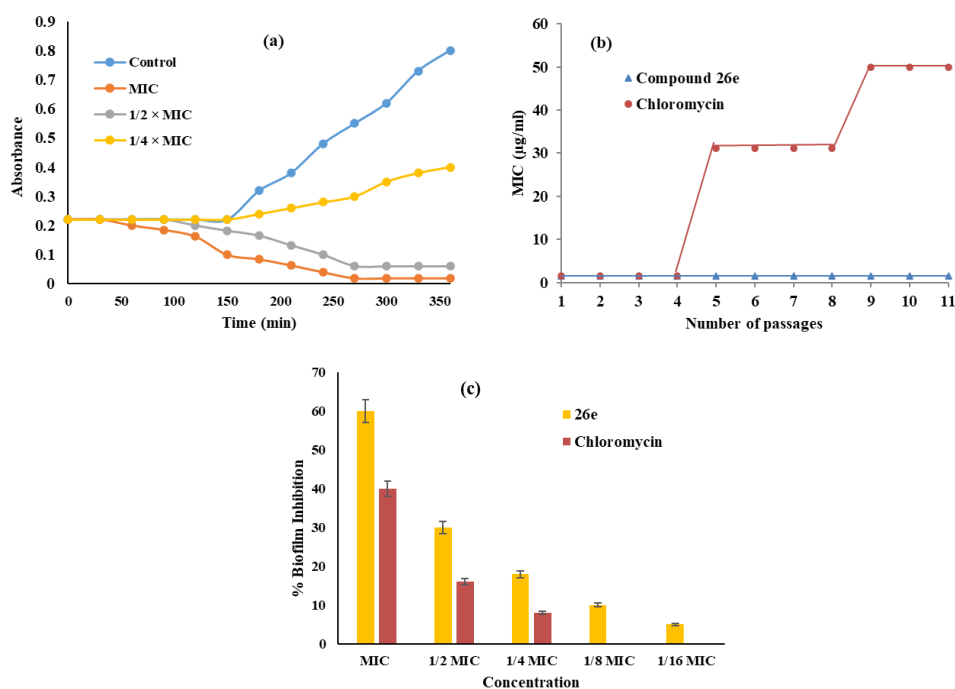 (a)
Absorbance
0.9
0.8
0.7
0.6
0.5
0.4
0.3
0.2
0.1
0
Control
MIC
1/2 × MIC
1/4 × MIC
0 50 100 150 200 250 300 350
Time (min)
(b)
MIC (µg/ml)
60
50
40
30
20
10
0
Compound 26e
Chloromycin
1 2 3 4 5 6 7 8 9 10 11
Number of passages
(c)
% Biofilm Inhibition
70
60
50
40
30
20
10
0
26e
Chloromycin
MIC 1/2 MIC 1/4 MIC 1/8 MIC 1/16 MIC
Concentration